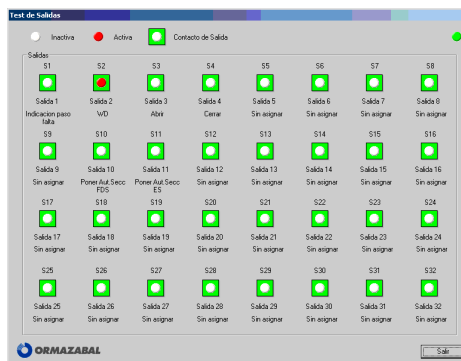 Test de Salidas
Inactiva Activa Contacto de Salida
Salidas
S1 S2 S3 S4 S5 S6 S7 S8
Salida 1 Salida 2 Salida 3 Salida 4 Salida 5 Salida 6 Salida 7 Salida 8
Indicacion paso falta WD Abrir Cerrar Sin asignar Sin asignar Sin asignar Sin asignar
S9 S10 S11 S12 S13 S14 S15 S16
Salida 9 Salida 10 Salida 11 Salida 12 Salida 13 Salida 14 Salida 15 Salida 16
Sin asignar Poner Aut.Secc FDS Poner Aut.Secc ES Sin asignar Sin asignar Sin asignar Sin asignar Sin asignar
S17 S18 S19 S20 S21 S22 S23 S24
Salida 17 Salida 18 Salida 19 Salida 20 Salida 21 Salida 22 Salida 23 Salida 24
Sin asignar Sin asignar Sin asignar Sin asignar Sin asignar Sin asignar Sin asignar Sin asignar
S25 S26 S27 S28 S29 S30 S31 S32
Salida 25 Salida 26 Salida 27 Salida 28 Salida 29 Salida 30 Salida 31 Salida 32
Sin asignar Sin asignar Sin asignar Sin asignar Sin asignar Sin asignar Sin asignar Sin asignar
ORMAZABAL
Salir